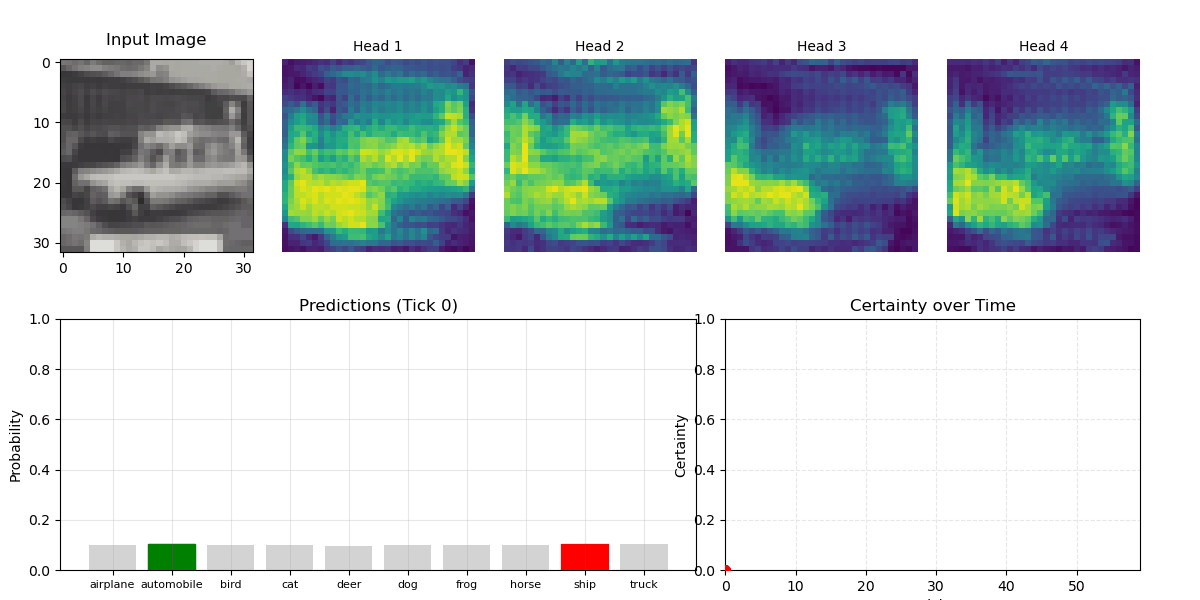 Input Image
Head 1
Head 2
Head 3
Head 4
0
10
20
30
0
10
20
30
Predictions (Tick 0)
Certainty over Time
Probability
1.0
0.8
0.6
0.4
0.2
0.0
airplane
automobile
bird
cat
deer
dog
frog
horse
ship
truck
Certainty
1.0
0.8
0.6
0.4
0.2
0.0
0
10
20
30
40
50